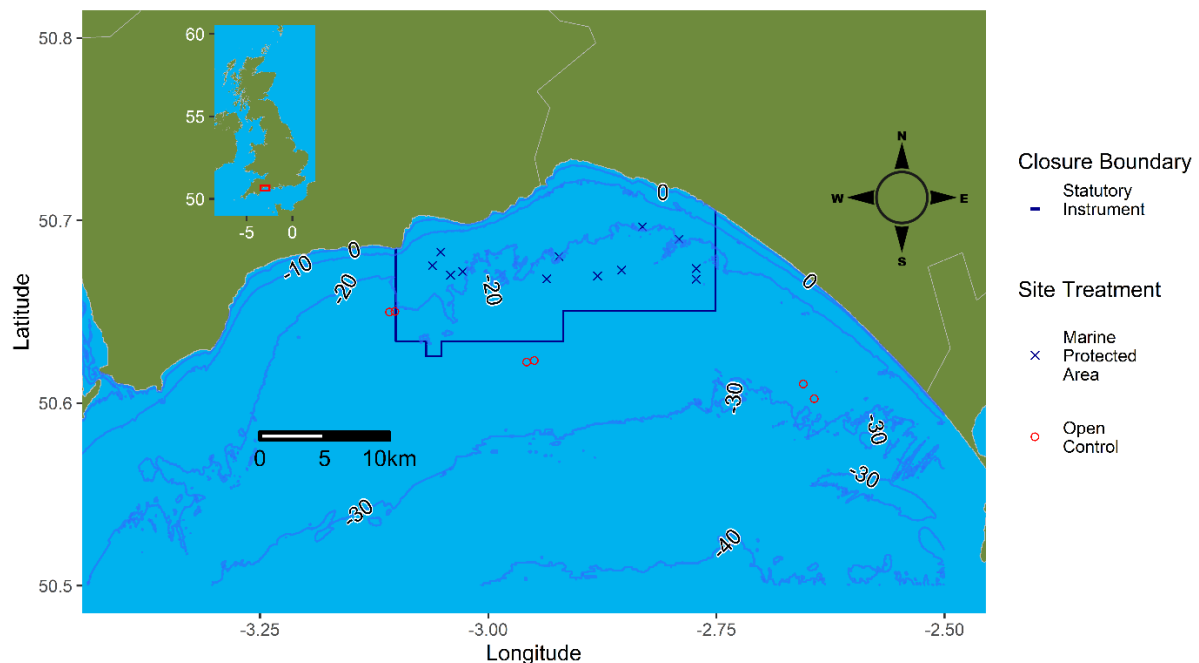 50.8
50.7
50.6
50.5
Latitude
60
55
50
-5
0
N
W
E
S
0
0
-10
-20
-20
0
-30
-30
-30
-30
-40
0
5
10km
-3.25
-3.00
-2.75
-2.50
Longitude
Closure Boundary
Statutory
Instrument
Site Treatment
Marine
Protected
Area
Open
Control